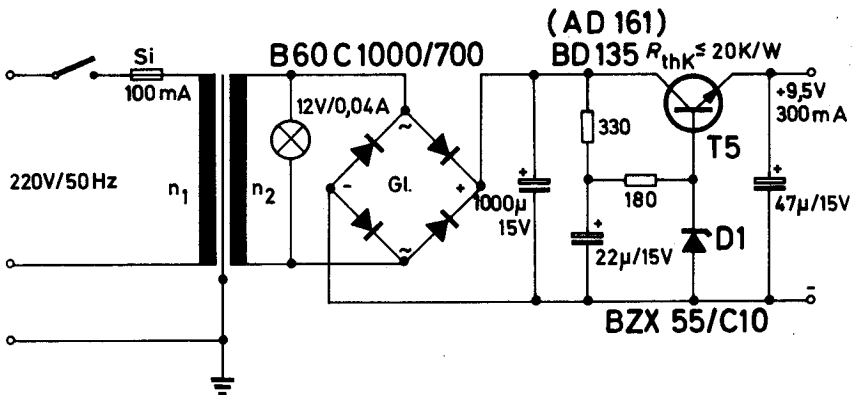 (AD 161)
BD 135 RthK ≤ 20K/W
B60 C1000/700
Si
100 mA
12V/0,04A
+9,5V
300 mA
330
T5
220V/50Hz
n1
n2
~
-
Gl.
+
~
+
1000µ
15V
180
+
22µ/15V
D1
+
47µ/15V
-
BZX 55/C10